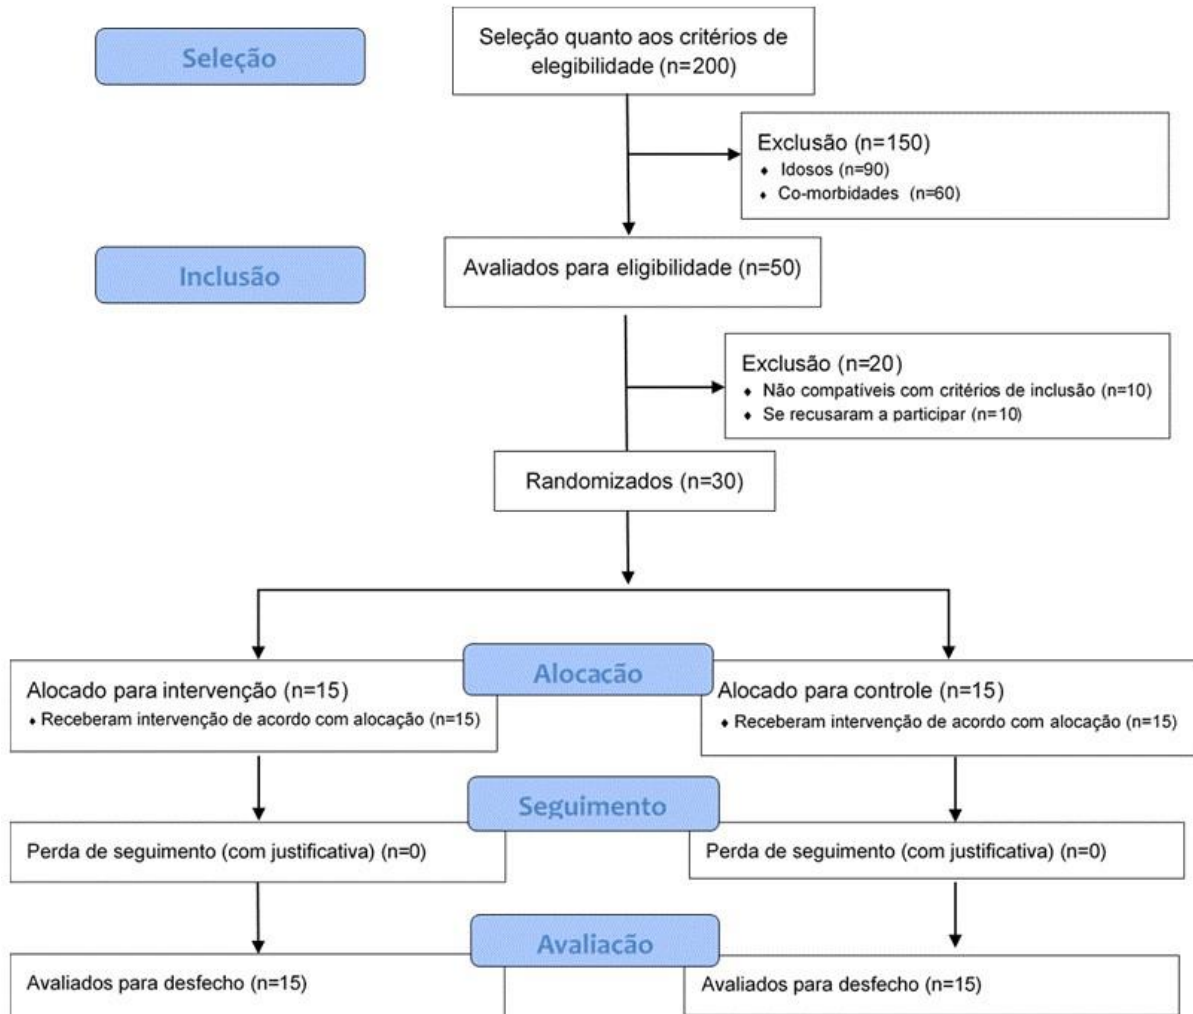 Seleção
Seleção quanto aos critérios de
elegibilidade (n=200)
Exclusão (n=150)
♦ Idosos (n=90)
♦ Co-morbidades (n=60)
Inclusão
Avaliados para eligibilidade (n=50)
Exclusão (n=20)
♦ Não compatíveis com critérios de inclusão (n=10)
♦ Se recusaram a participar (n=10)
Randomizados (n=30)
Alocação
Alocado para intervenção (n=15)
♦ Receberam intervenção de acordo com alocação (n=15)
Alocado para controle (n=15)
♦ Receberam intervenção de acordo com alocação (n=15)
Seguimento
Perda de seguimento (com justificativa) (n=0)
Perda de seguimento (com justificativa) (n=0)
Avaliação
Avaliados para desfecho (n=15)
Avaliados para desfecho (n=15)